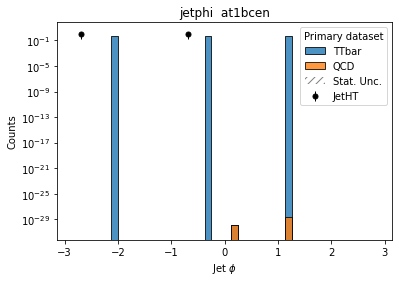 jetphi at1bcen
Primary dataset
TTbar
QCD
Stat. Unc.
JetHT
Counts
10⁻¹
10⁻⁵
10⁻⁹
10⁻¹³
10⁻¹⁷
10⁻²¹
10⁻²⁵
10⁻²⁹
−3 −2 −1 0 1 2 3
Jet ϕ